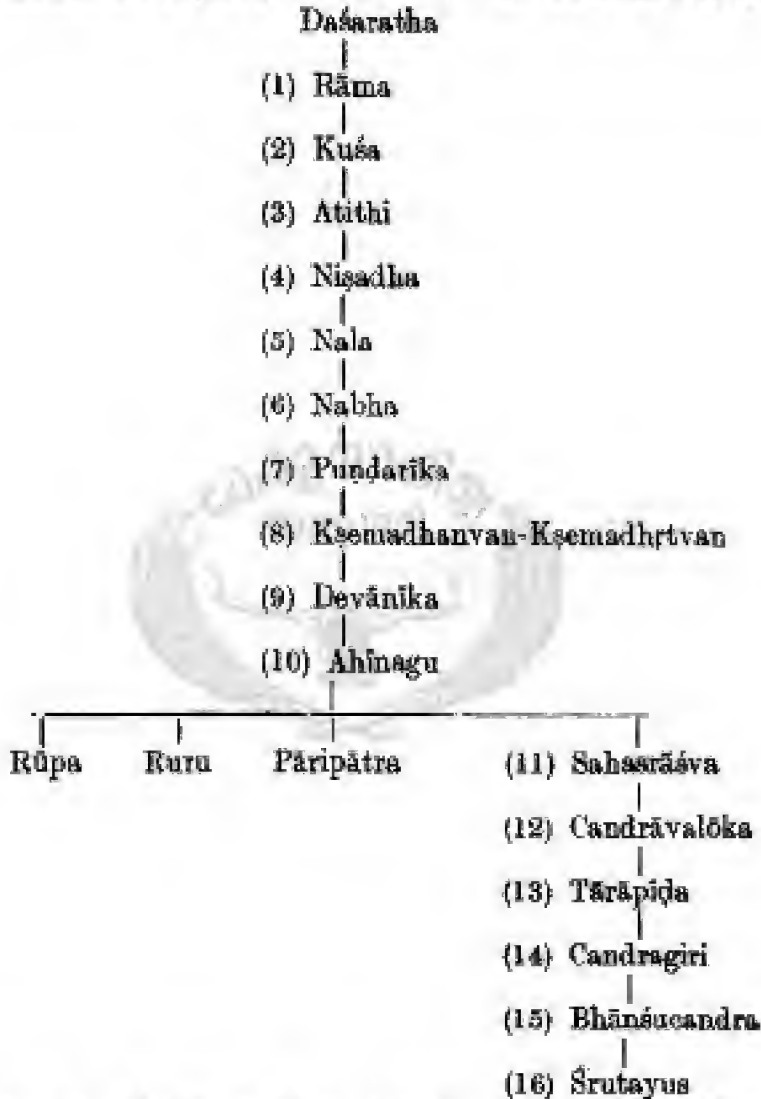 Daśaratha
(1) Rāma
(2) Kuśa
(3) Atithi
(4) Niṣadha
(5) Nala
(6) Nabha
(7) Puṇḍarīka
(8) Kṣemadhanvan-Kṣemadhṛtvan
(9) Devānīka
(10) Ahīnagu
Rūpa Ruru Pāripātra (11) Sahasrāśva
(12) Candrāvalōka
(13) Tārāpīḍa
(14) Candragiri
(15) Bhānśucandra
(16) Śrutayus